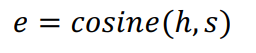 e = cosine(h, s)